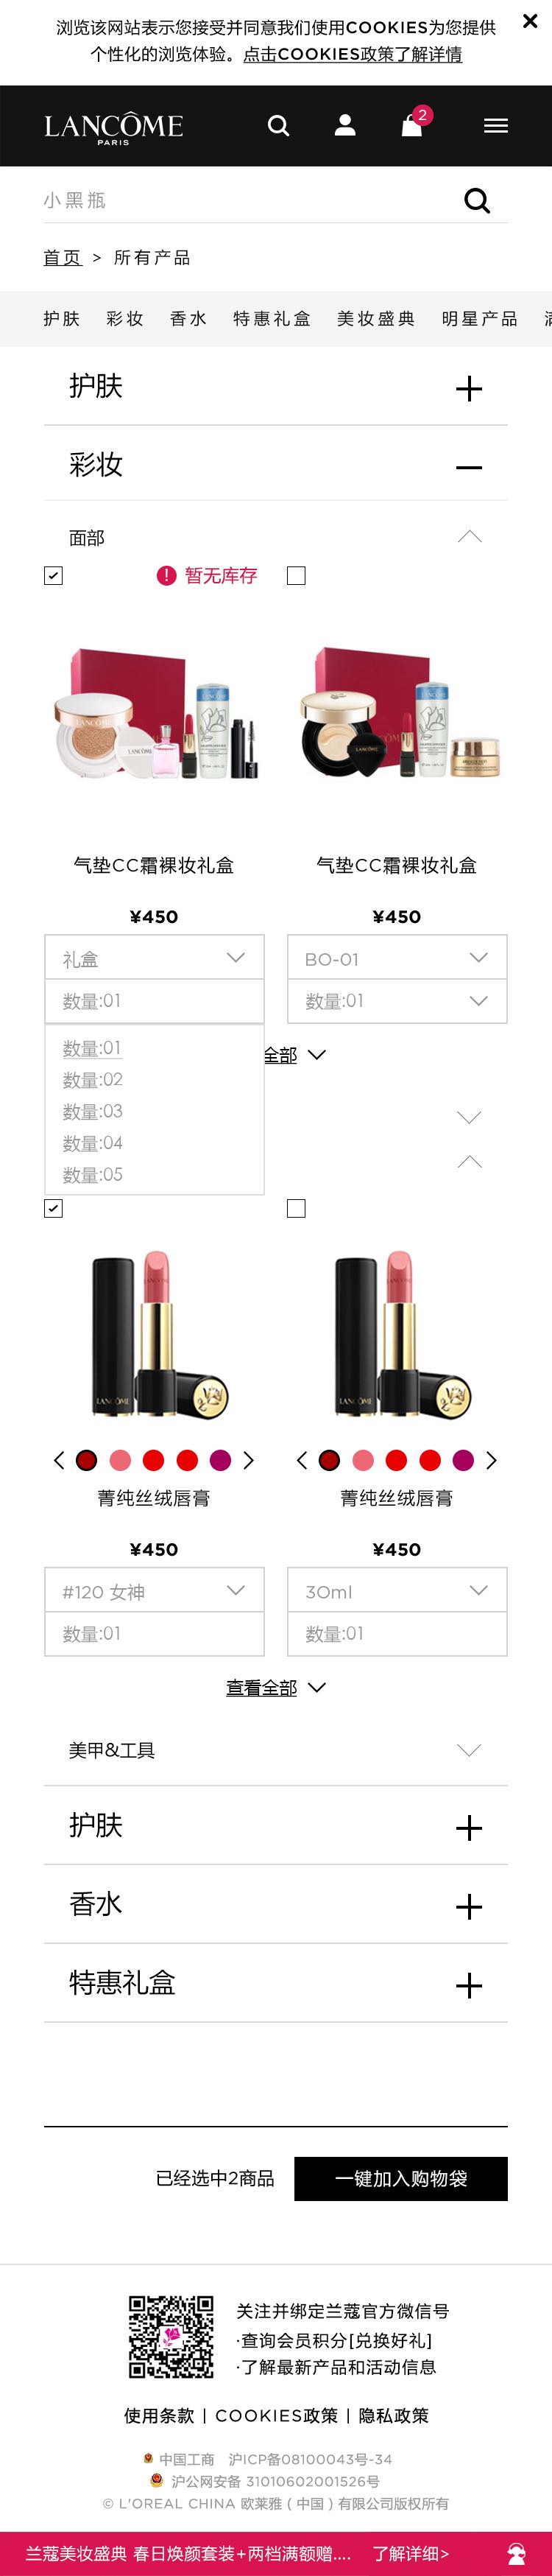 浏览该网站表示您接受并同意我们使用COOKIES为您提供
个性化的浏览体验。点击COOKIES政策了解详情
LANCÔME
PARIS
2
小黑瓶
首页 > 所有产品
护肤 彩妆 香水 特惠礼盒 美妆盛典 明星产品
护肤
彩妆
面部
! 暂无库存
LANCÔME
气垫CC霜裸妆礼盒 气垫CC霜裸妆礼盒
¥450 ¥450
礼盒 BO-01
数量:01 数量:01
数量:01
全部
数量:02
数量:03
数量:04
数量:05
LANCÔME LANCÔME
菁纯丝绒唇膏 菁纯丝绒唇膏
¥450 ¥450
#120 女神 30ml
数量:01 数量:01
查看全部
美甲&工具
护肤
香水
特惠礼盒
已经选中2商品 一键加入购物袋
关注并绑定兰蔻官方微信号
·查询会员积分[兑换好礼]
·了解最新产品和活动信息
使用条款 | COOKIES政策 | 隐私政策
中国工商 沪ICP备08100043号-34
沪公网安备 31010602001526号
© L'OREAL CHINA 欧莱雅 ( 中国 ) 有限公司版权所有
兰蔻美妆盛典 春日焕颜套装+两档满额赠.... 了解详细>